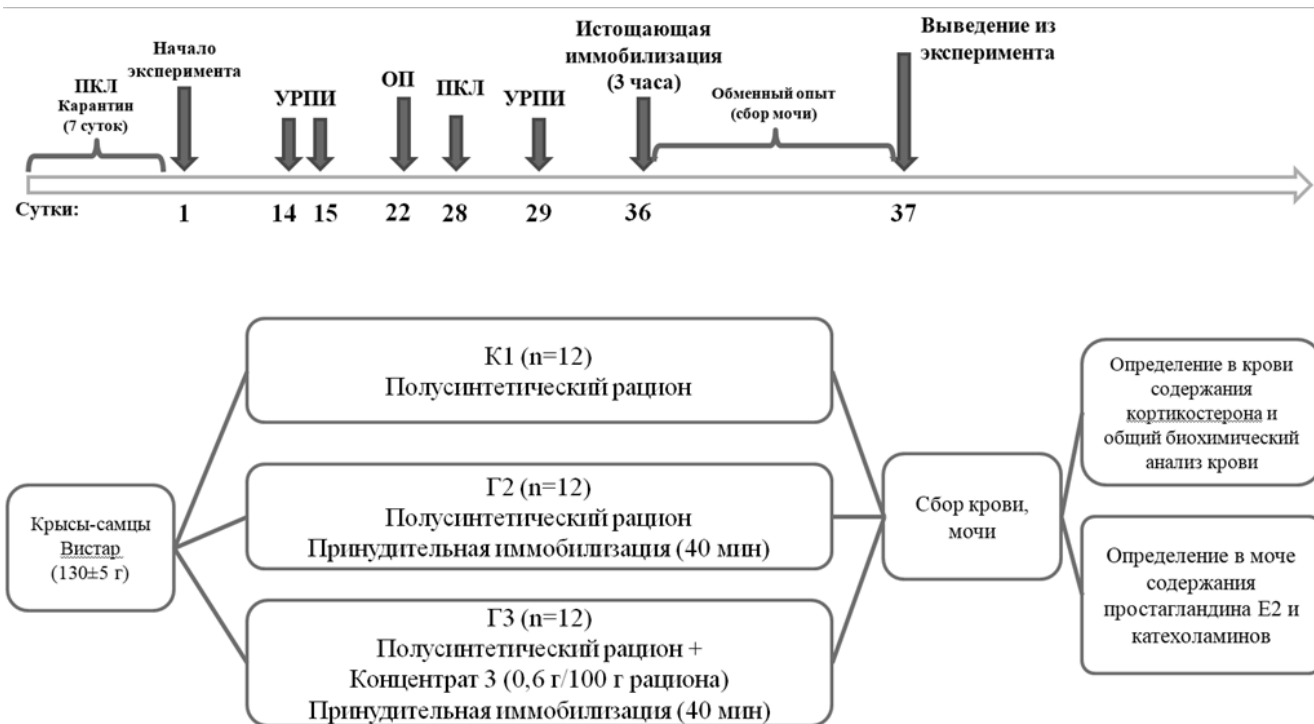 ПКЛ
Карантин
(7 суток)
Начало
эксперимента
УРПИ
ОП
ПКЛ
УРПИ
Истощающая
иммобилизация
(3 часа)
Обменный опыт
(сбор мочи)
Выведение из
эксперимента
Сутки:
1
14
15
22
28
29
36
37
Крысы-самцы
Вистар
(130±5 г)
К1 (n=12)
Полусинтетический рацион
Г2 (n=12)
Полусинтетический рацион
Принудительная иммобилизация (40 мин)
Г3 (n=12)
Полусинтетический рацион +
Концентрат 3 (0,6 г/100 г рациона)
Принудительная иммобилизация (40 мин)
Сбор крови,
мочи
Определение в крови
содержания
кортикостерона и
общий биохимический
анализ крови
Определение в моче
содержания
простагландина Е2 и
катехоламинов